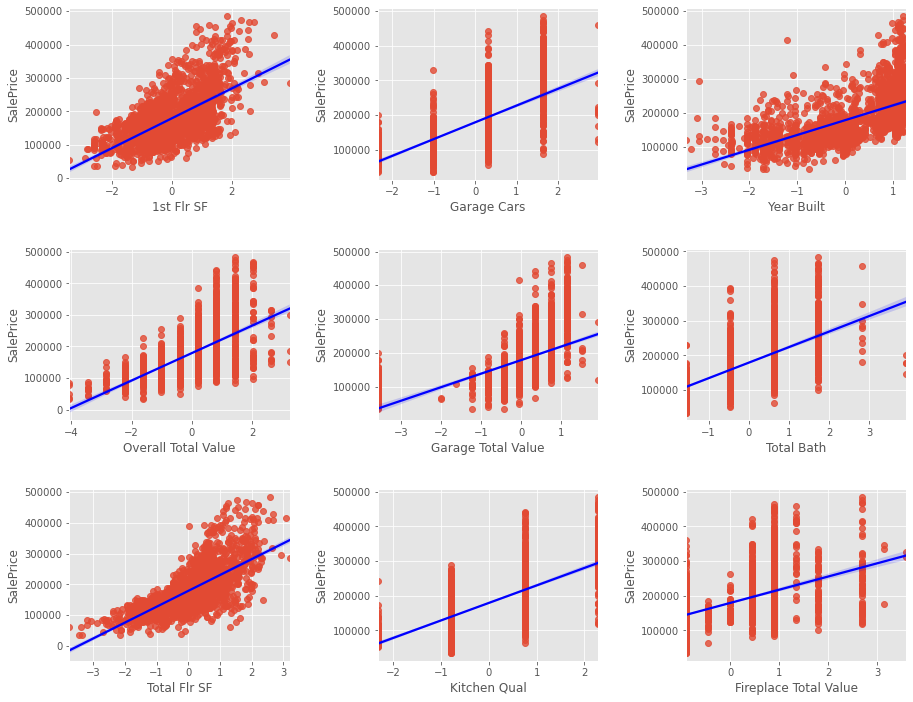 500000
400000
300000
200000
100000
0
SalePrice
−2 0 2
1st Flr SF
500000
400000
300000
200000
100000
SalePrice
−2 −1 0 1 2
Garage Cars
500000
400000
300000
200000
100000
0
SalePrice
−3 −2 −1 0 1
Year Built
500000
400000
300000
200000
100000
0
SalePrice
−4 −2 0 2
Overall Total Value
500000
400000
300000
200000
100000
0
SalePrice
−3 −2 −1 0 1
Garage Total Value
500000
400000
300000
200000
100000
SalePrice
−1 0 1 2 3
Total Bath
500000
400000
300000
200000
100000
0
SalePrice
−3 −2 −1 0 1 2 3
Total Flr SF
500000
400000
300000
200000
100000
SalePrice
−2 −1 0 1 2
Kitchen Qual
500000
400000
300000
200000
100000
SalePrice
0 1 2 3
Fireplace Total Value